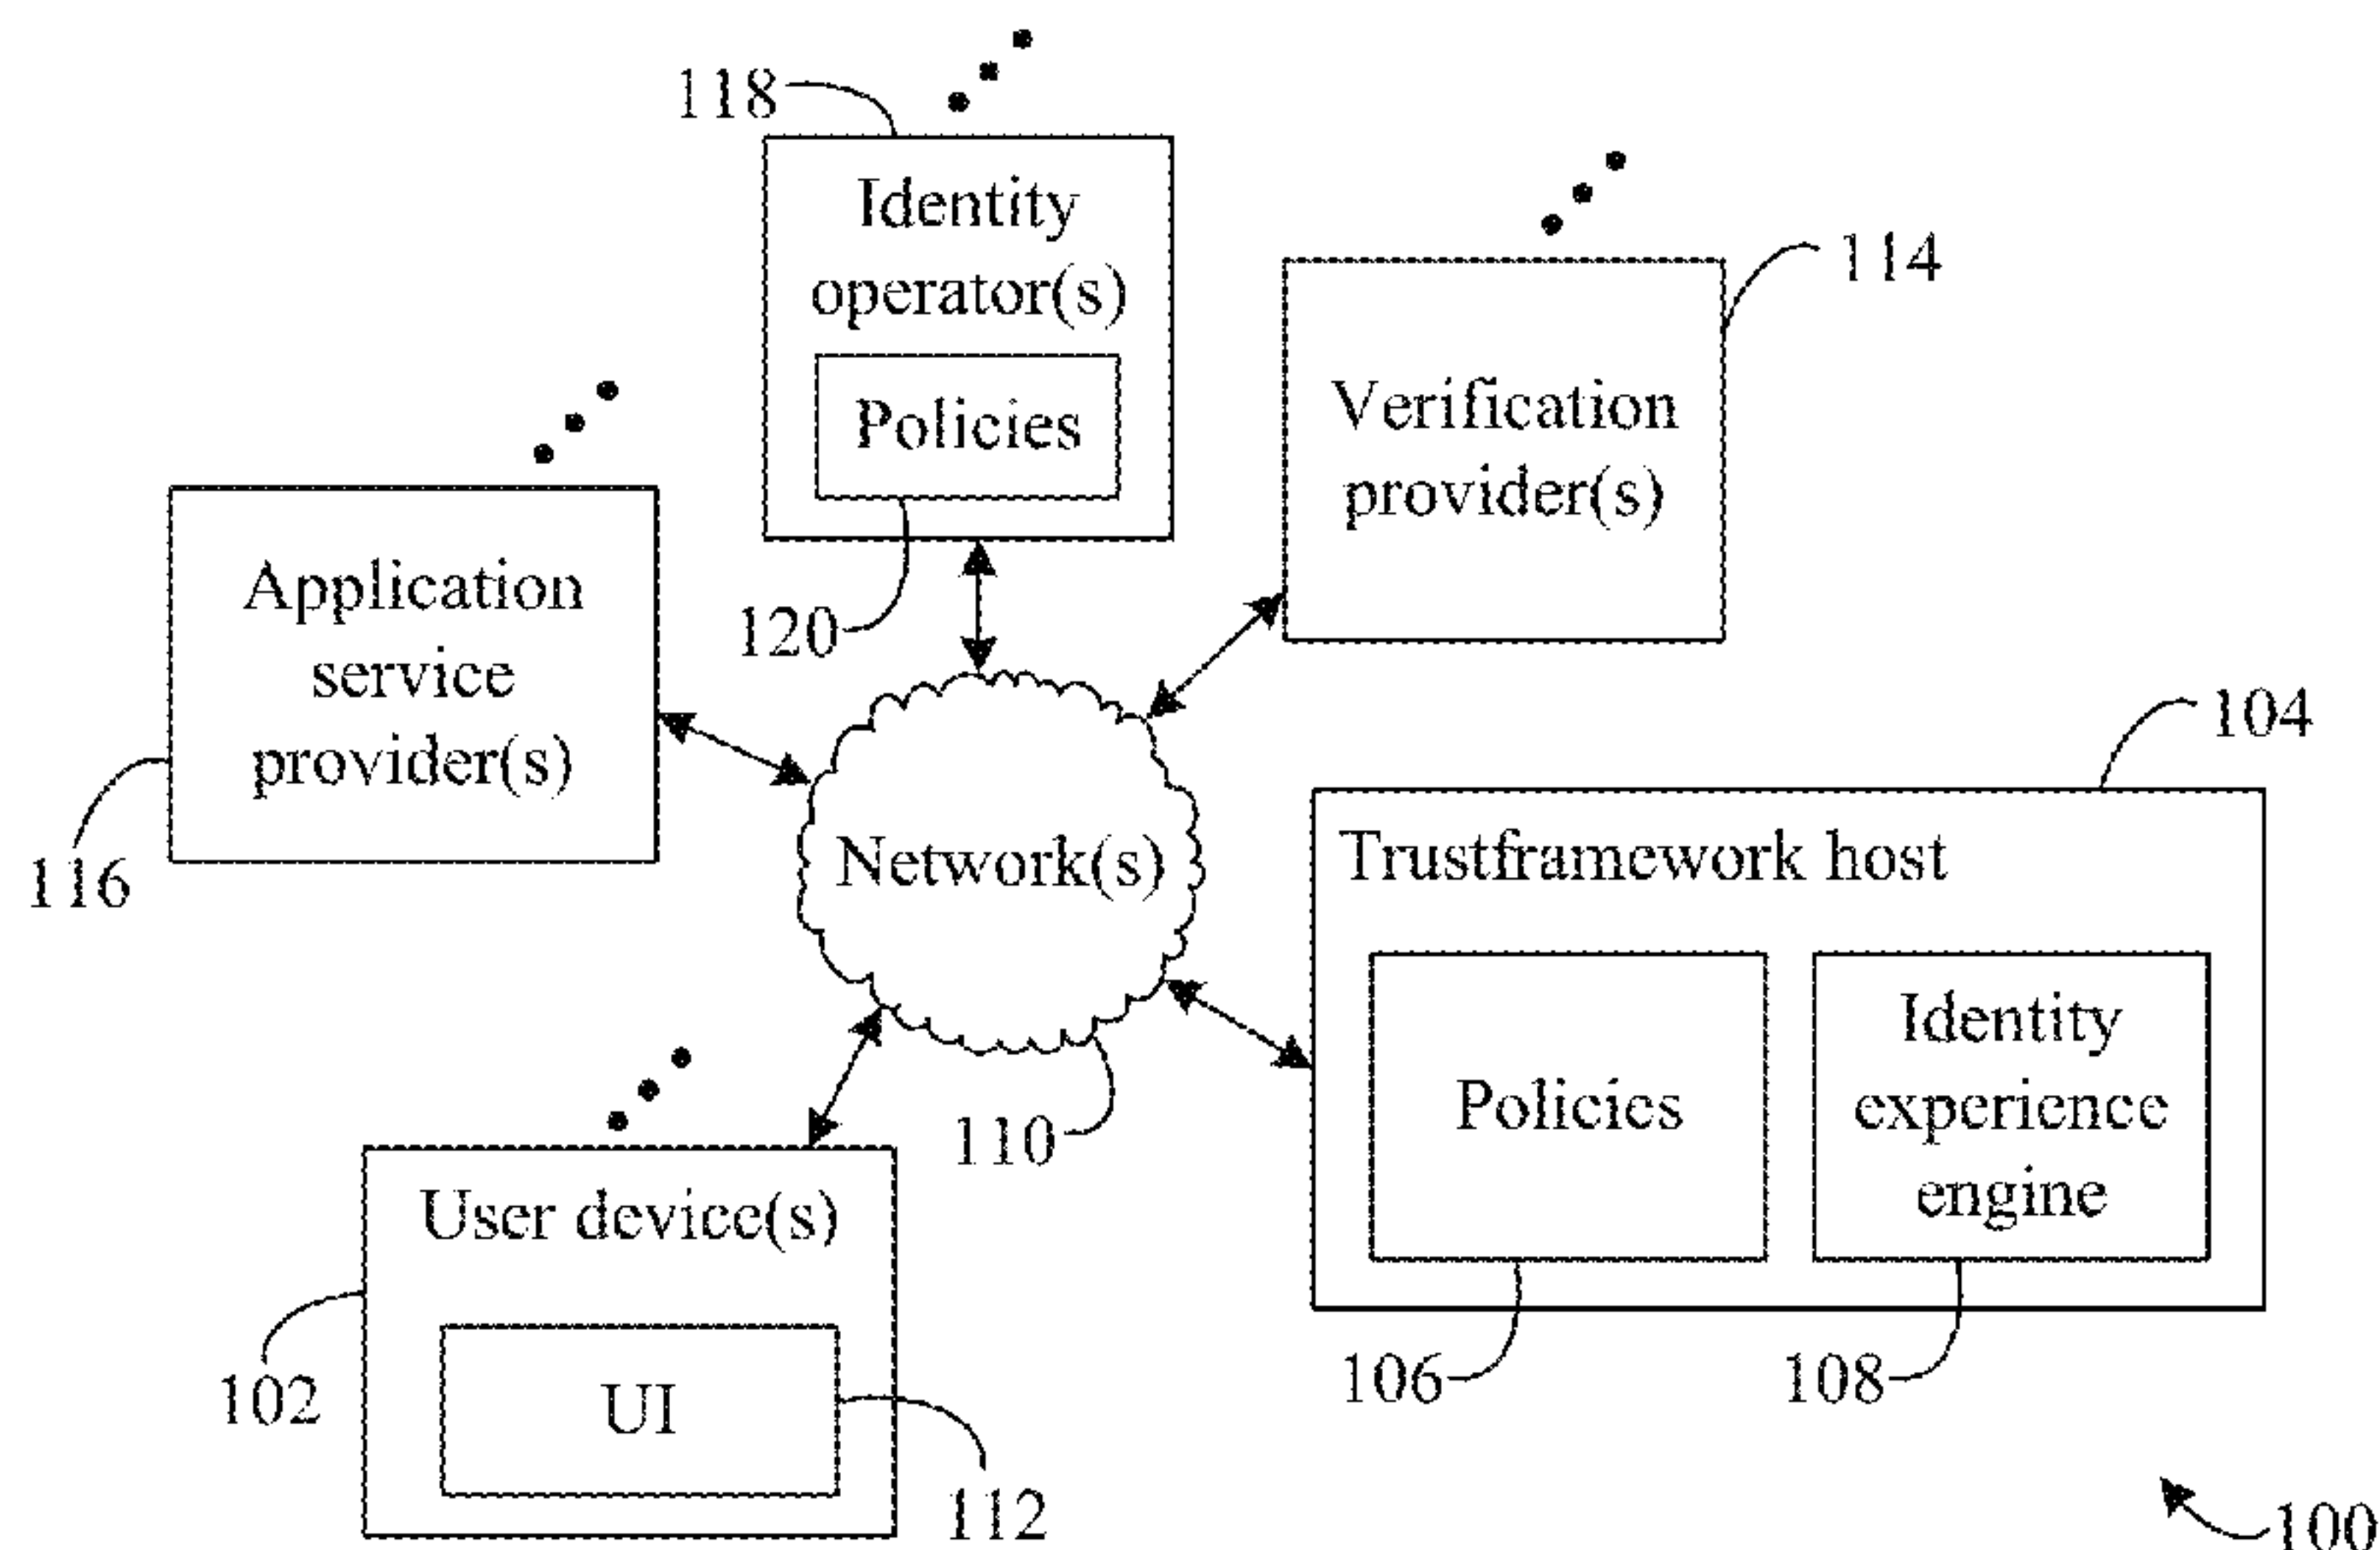 118
Identity
operator(s)
Policies
120
114
Verification
provider(s)
Application
service
provider(s)
116
Network(s)
110
104
Trustframework host
Policies
Identity
experience
engine
106
108
User device(s)
UI
102
112
100